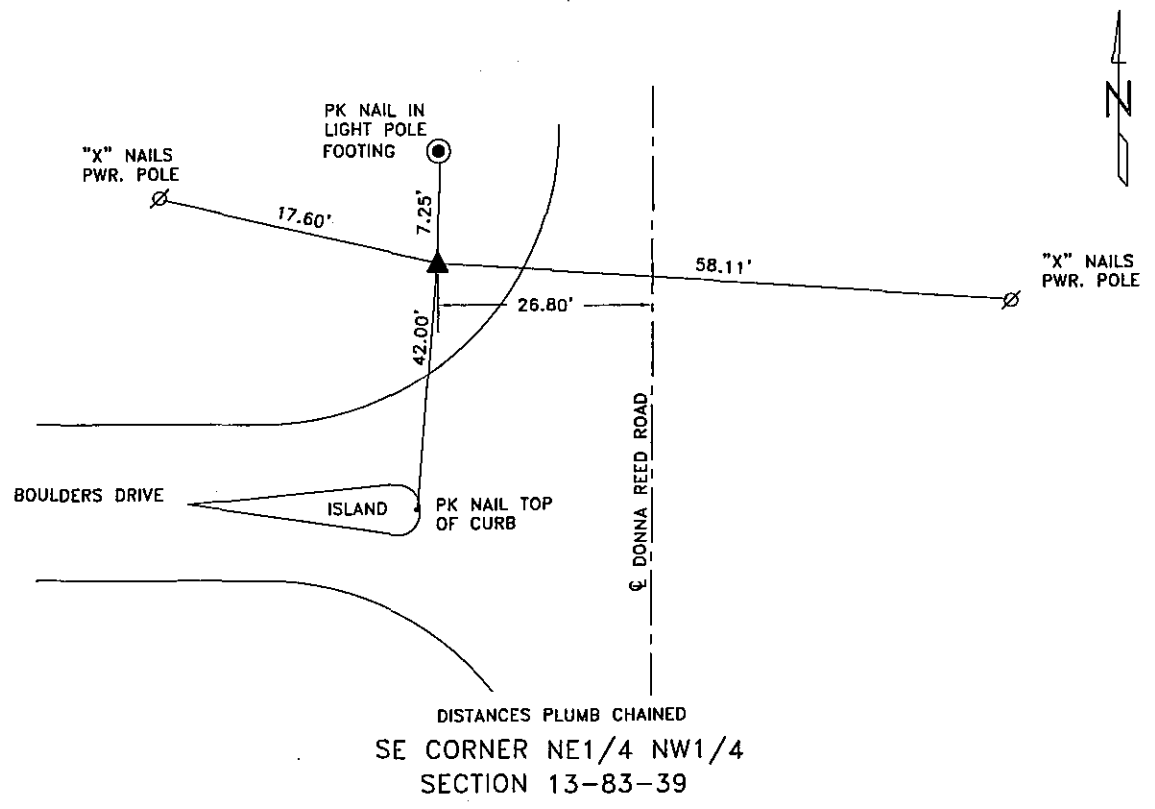 N
PK NAIL IN
LIGHT POLE
FOOTING
"X" NAILS
PWR. POLE
17.60'
7.25'
58.11'
"X" NAILS
PWR. POLE
26.80'
42.00'
℄ DONNA REED ROAD
BOULDERS DRIVE
ISLAND
PK NAIL TOP
OF CURB
DISTANCES PLUMB CHAINED
SE CORNER NE1/4 NW1/4
SECTION 13-83-39